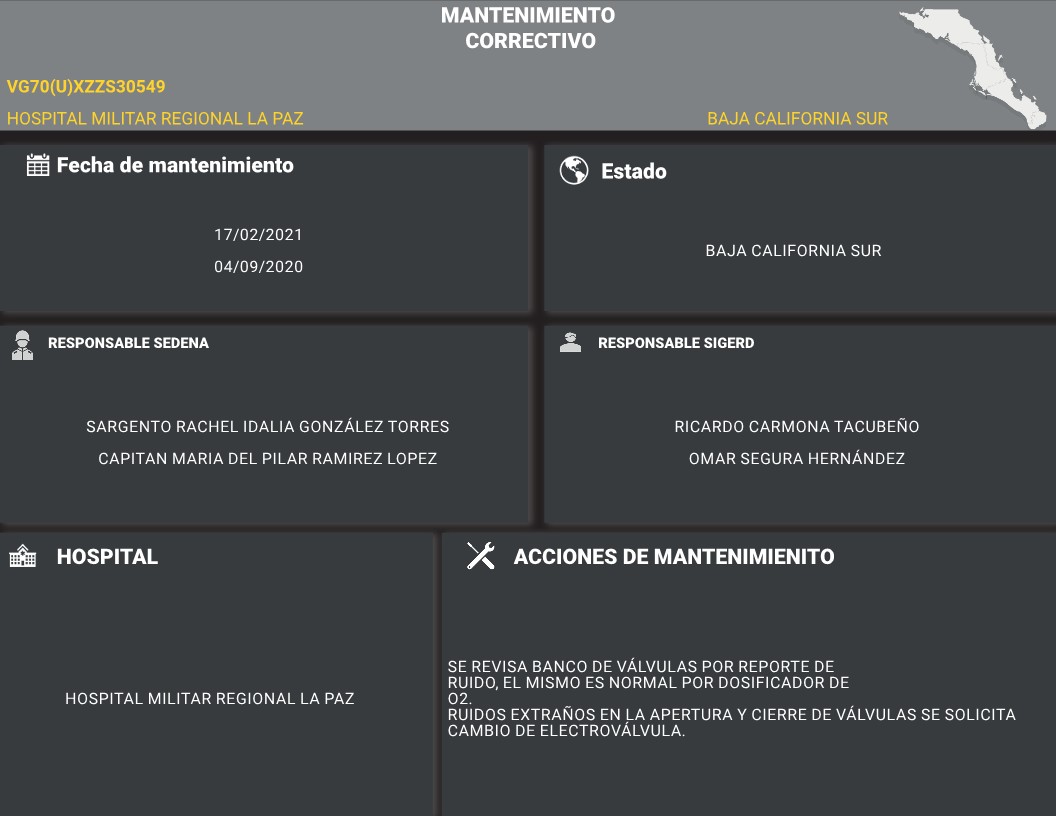 MANTENIMIENTO
CORRECTIVO
VG70(U)XZZS30549
HOSPITAL MILITAR REGIONAL LA PAZ
BAJA CALIFORNIA SUR
Fecha de mantenimiento
17/02/2021
04/09/2020
Estado
BAJA CALIFORNIA SUR
RESPONSABLE SEDENA
SARGENTO RACHEL IDALIA GONZÁLEZ TORRES
CAPITAN MARIA DEL PILAR RAMIREZ LOPEZ
RESPONSABLE SIGERD
RICARDO CARMONA TACUBEÑO
OMAR SEGURA HERNÁNDEZ
HOSPITAL
HOSPITAL MILITAR REGIONAL LA PAZ
ACCIONES DE MANTENIMIENITO
SE REVISA BANCO DE VÁLVULAS POR REPORTE DE
RUIDO, EL MISMO ES NORMAL POR DOSIFICADOR DE
O2.
RUIDOS EXTRAÑOS EN LA APERTURA Y CIERRE DE VÁLVULAS SE SOLICITA
CAMBIO DE ELECTROVÁLVULA.